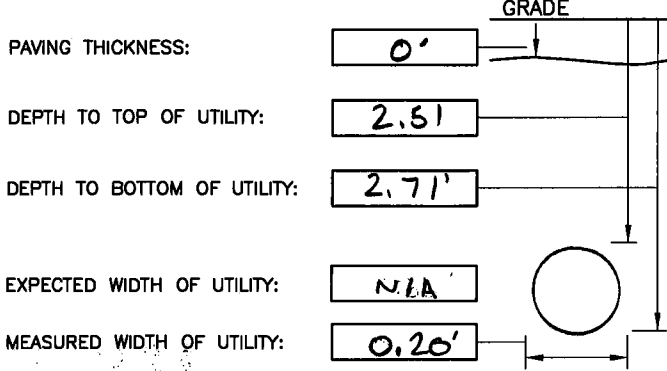 GRADE
PAVING THICKNESS: 0'
DEPTH TO TOP OF UTILITY: 2.51
DEPTH TO BOTTOM OF UTILITY: 2.71'
EXPECTED WIDTH OF UTILITY: N/A
MEASURED WIDTH OF UTILITY: 0.20'